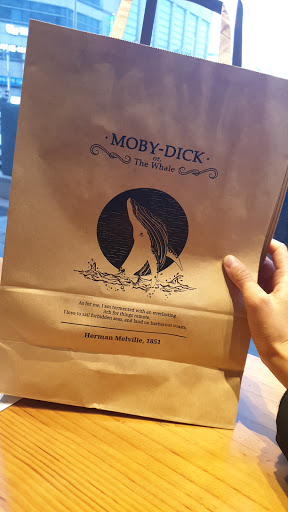 · MOBY-DICK ·
or,
The Whale
As for me, I am tormented with an everlasting
itch for things remote.
I love to sail forbidden seas, and land on barbarous coasts.
Herman Melville, 1851